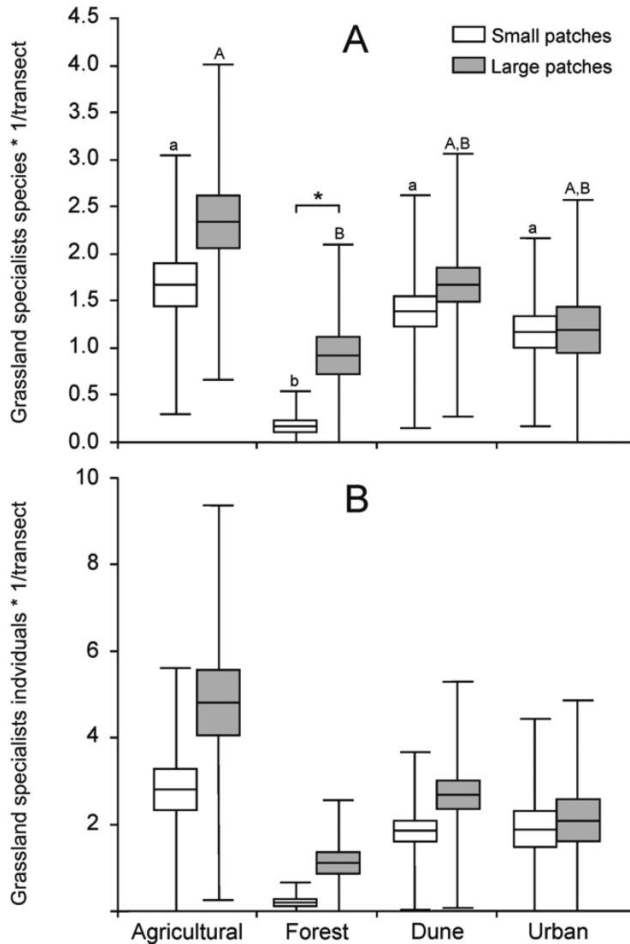 A
Small patches
Large patches
Grassland specialists species * 1/transect
4.5
4.0
3.5
3.0
2.5
2.0
1.5
1.0
0.5
0.0
a
A
*
b
B
a
A,B
a
A,B
B
Grassland specialists indviduals * 1/transect
10
8
6
4
2
Agricultural Forest Dune Urban